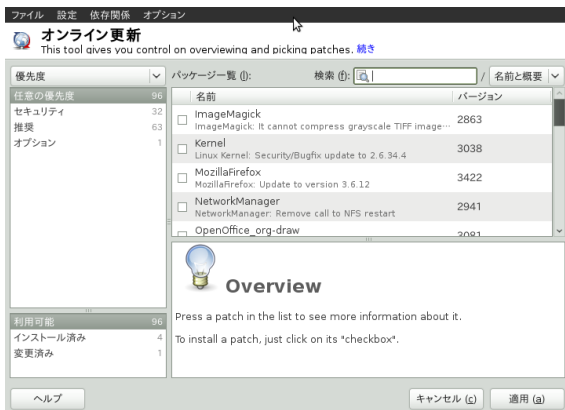 ファイル 設定 依存関係 オプション
オンライン更新
This tool gives you control on overviewing and picking patches. 続き
優先度
パッケージ一覧 (l):
検索 (f):
/ 名前と概要
任意の優先度 96
セキュリティ 32
推奨 63
オプション 1
名前 バージョン
ImageMagick 2863
ImageMagick: It cannot compress grayscale TIFF image…
Kernel 3038
Linux Kernel: Security/Bugfix update to 2.6.34.4
MozillaFirefox 3422
MozillaFirefox: Update to version 3.6.12
NetworkManager 2941
NetworkManager: Remove call to NFS restart
OpenOffice_org-draw 3081
Overview
Press a patch in the list to see more information about it.
To install a patch, just click on its "checkbox".
利用可能 96
インストール済み 4
変更済み 1
ヘルプ
キャンセル (c)
適用 (a)